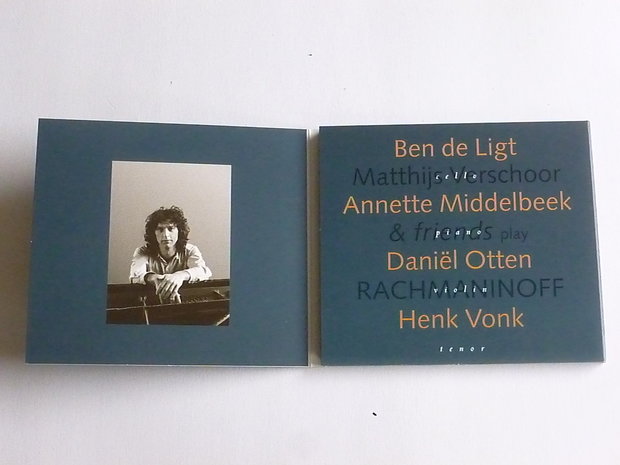 Ben de Ligt
cello
Matthijs Verschoor
Annette Middelbeek
piano
& friends play
Daniël Otten
violin
RACHMANINOFF
Henk Vonk
tenor